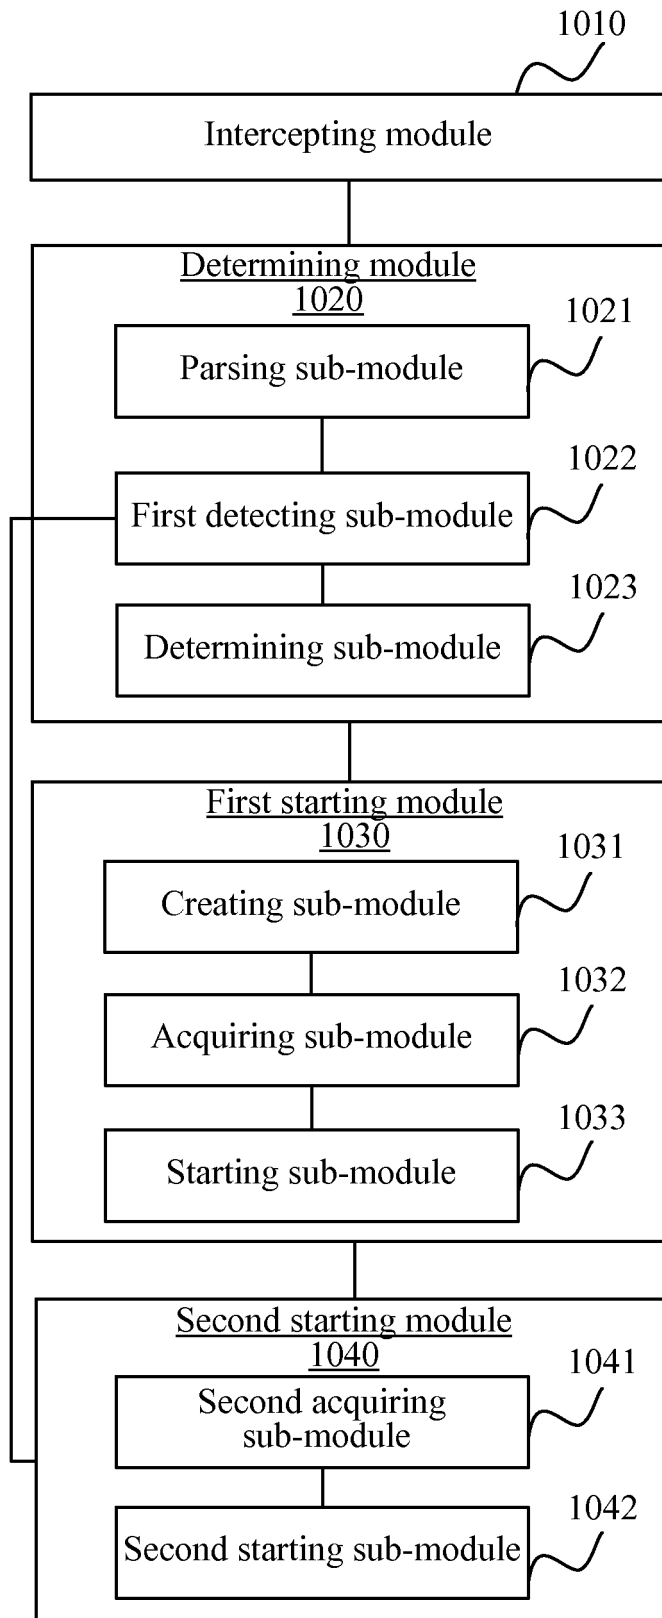 1010
Intercepting module
Determining module
1020
1021
Parsing sub-module
1022
First detecting sub-module
1023
Determining sub-module
First starting module
1030
1031
Creating sub-module
1032
Acquiring sub-module
1033
Starting sub-module
Second starting module
1040
1041
Second acquiring
sub-module
1042
Second starting sub-module